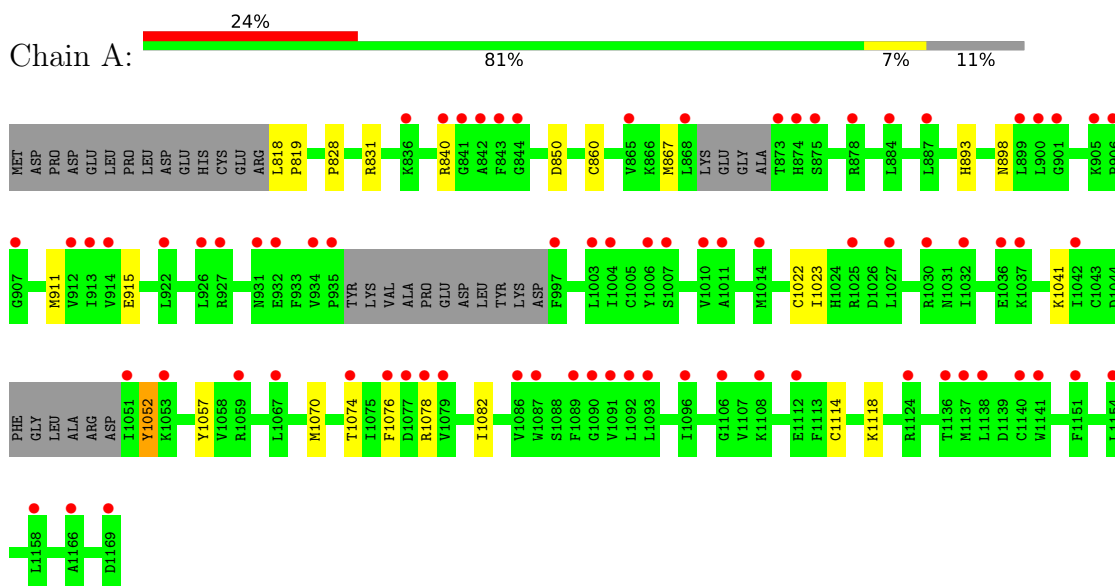 24%
Chain A:
81% 7% 11%
MET ASP PRO ASP GLU LEU PRO LEU ASP GLU HIS CYS GLU ARG L818 P819 P828 R831 K836 R840 G841 A842 F843 G844 D850 C860 V865 K866 M867 L868 LYS GLU GLY ALA T873 H874 S875 R878 L884 L887 H893 N898 L899 L900 G901 K905
G907 M911 V912 I913 V914 E915 L922 L926 R927 N931 E932 F933 V934 P935 TYR LYS VAL ALA PRO GLU ASP LEU TYR LYS ASP F997 L1003 I1004 C1005 Y1006 S1007 V1010 A1011 M1014 C1022 I1023 H1024 R1025 D1026 L1027 R1030 N1031 I1032 E1036 K1037 K1041 I1042 C1043
PHE GLY LEU ALA ARG ASP I1051 Y1052 K1053 Y1057 V1058 R1059 L1067 M1070 T1074 I1075 F1076 D1077 R1078 V1079 I1082 V1086 W1087 S1088 F1089 G1090 V1091 L1092 L1093 I1096 G1106 V1107 K1108 E1112 F1113 C1114 K1118 R1124 T1136 M1137 L1138 D1139 C1140 W1141 F1151
L1158 A1166 D1169